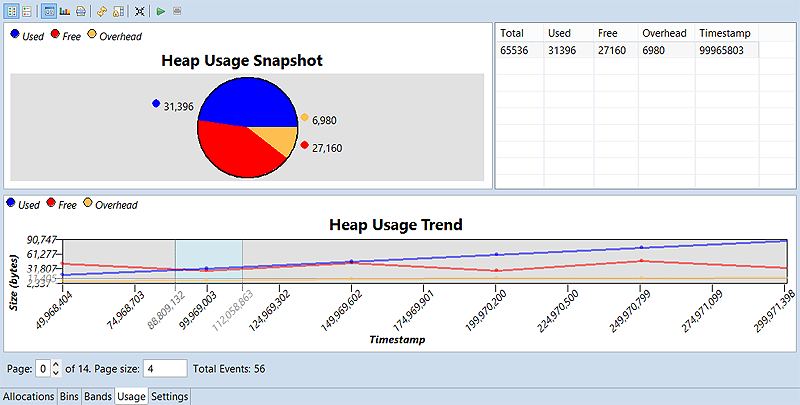 Used Free Overhead
Heap Usage Snapshot
31,396
6,980
27,160
Total Used Free Overhead Timestamp
65536 31396 27160 6980 99965803
Used Free Overhead
Heap Usage Trend
90,747
61,277
31,807
2,337
Size (bytes)
49,968,404 74,968,703 88,809,132 99,969,003 112,058,863 124,969,302 149,969,602 174,969,901 199,970,200 224,970,500 249,970,799 274,971,099 299,971,398
Timestamp
Page: 0 of 14. Page size: 4 Total Events: 56
Allocations Bins Bands Usage Settings